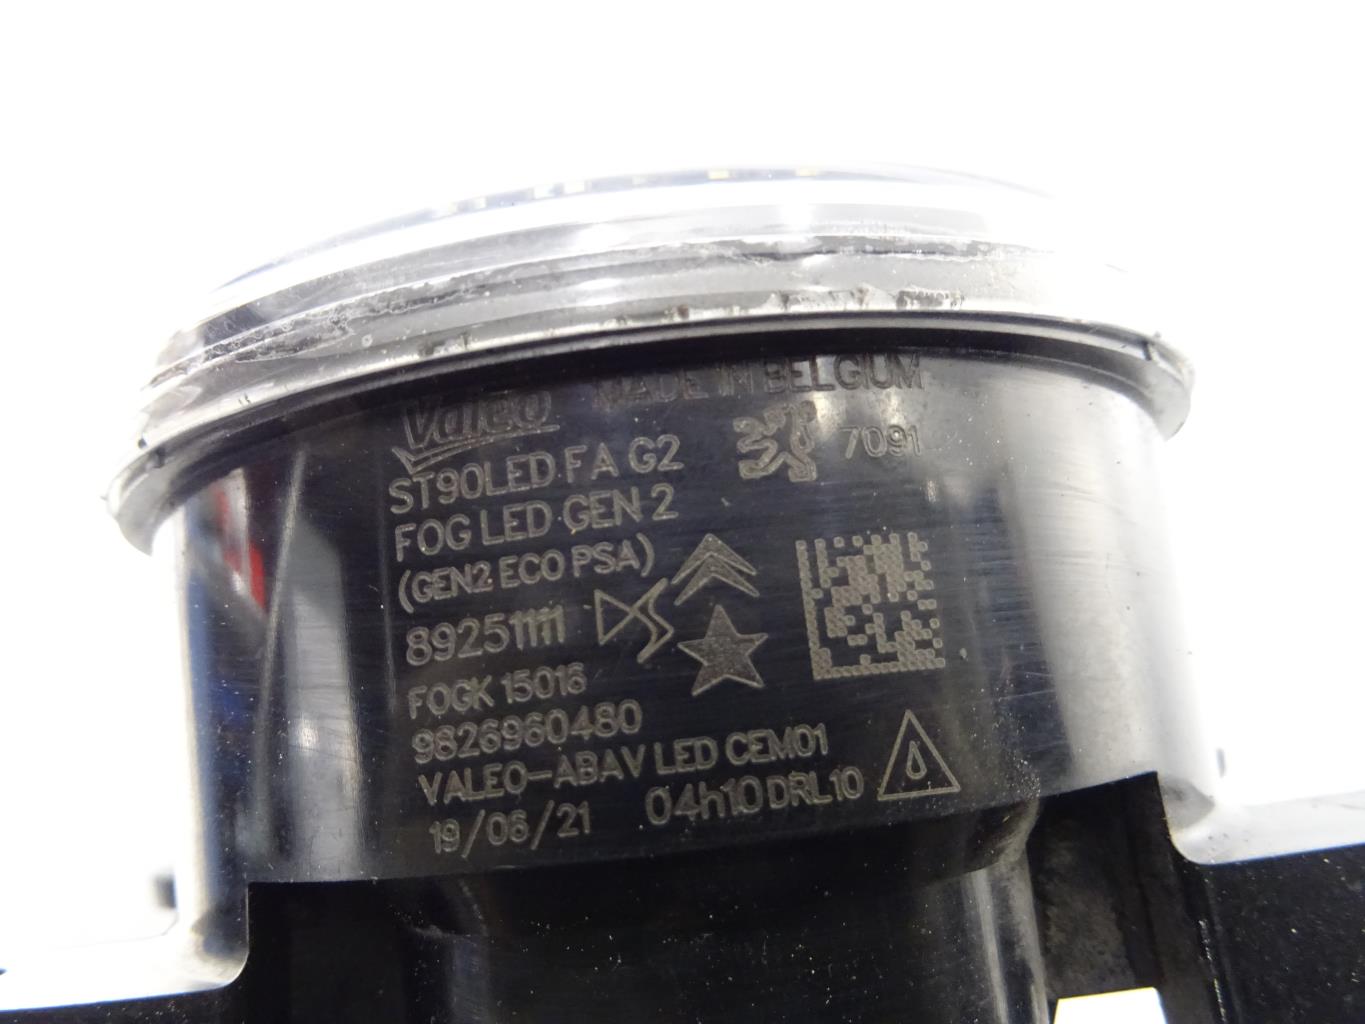 Valeo MADE IN BELGIUM
ST90LED FA G2 7091
FOG LED GEN 2
(GEN2 ECO PSA)
89251111
FOGK 15016
9826960480
VALEO-ABAV LED CEM01
19/06/21 04h10 DRL10